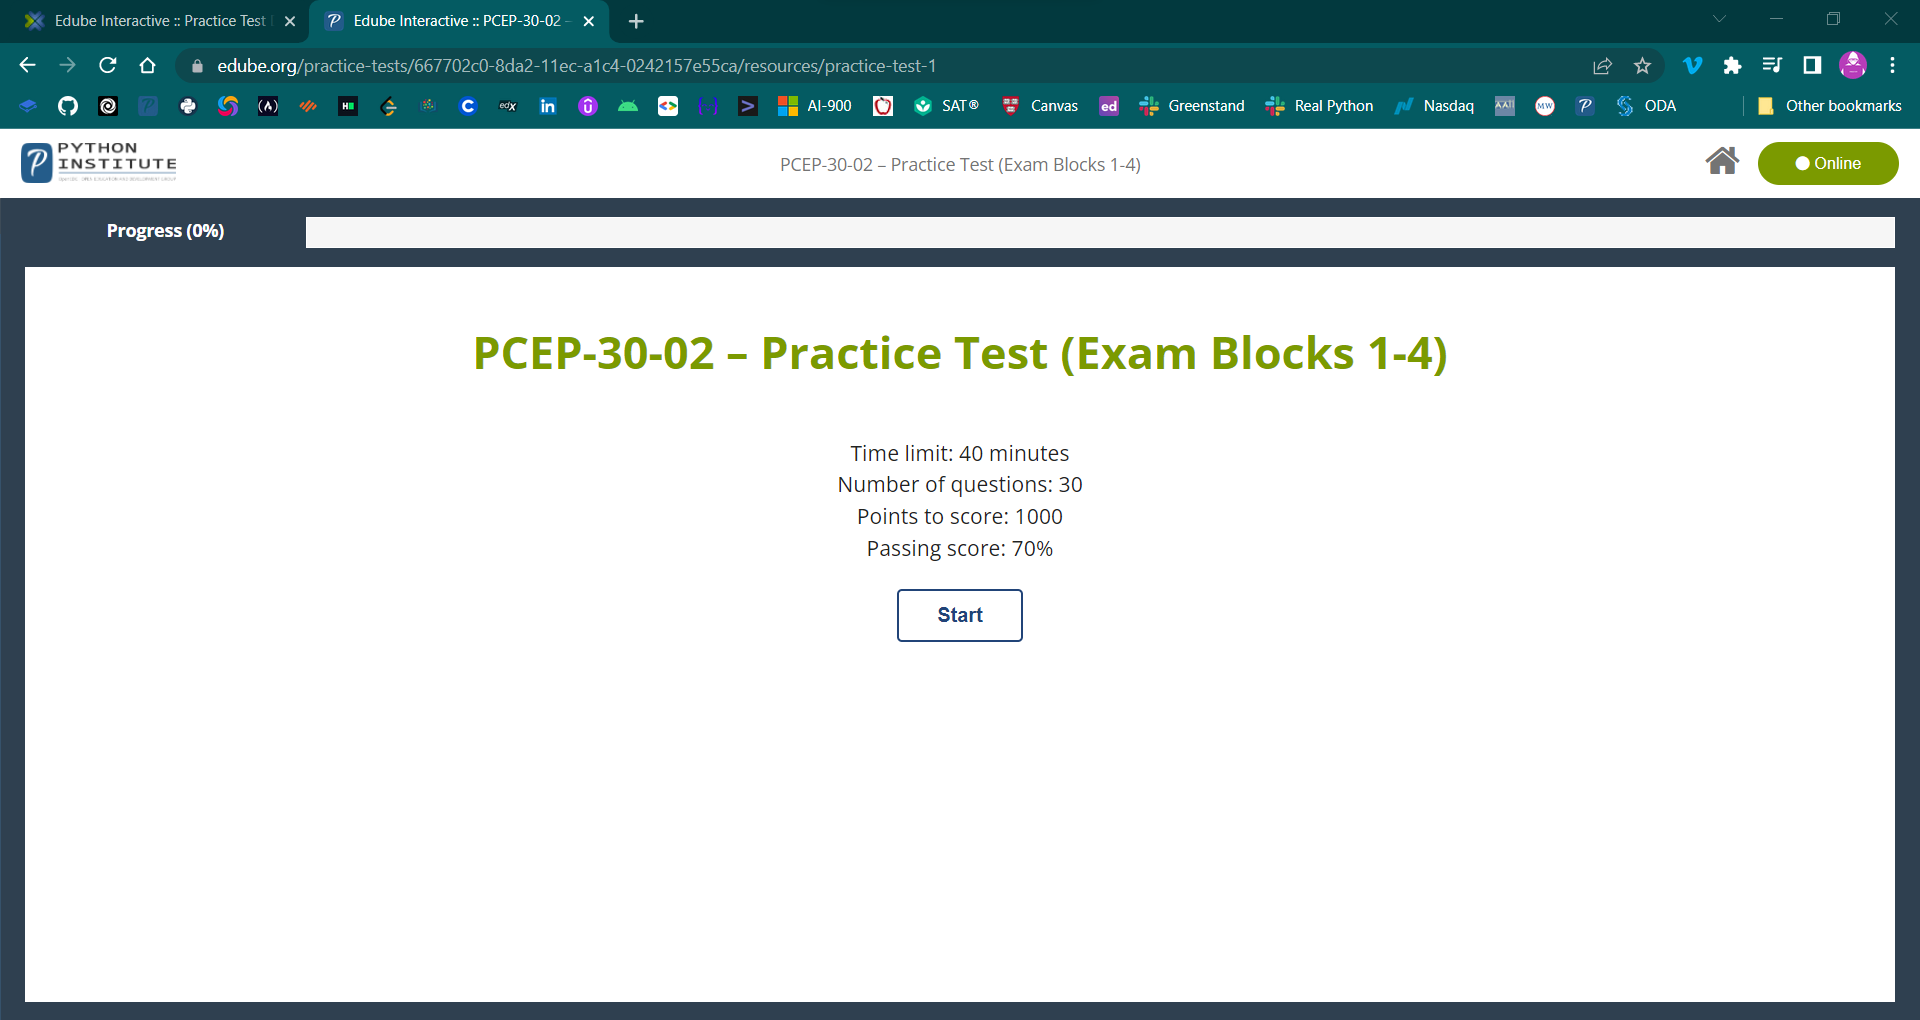 Edube Interactive :: Practice Test
Edube Interactive :: PCEP-30-02 –
edube.org/practice-tests/667702c0-8da2-11ec-a1c4-0242157e55ca/resources/practice-test-1
AI-900 SAT® Canvas ed Greenstand Real Python Nasdaq MW ODA Other bookmarks
PYTHON
INSTITUTE
PCEP-30-02 – Practice Test (Exam Blocks 1-4)
Online
Progress (0%)
PCEP-30-02 – Practice Test (Exam Blocks 1-4)
Time limit: 40 minutes
Number of questions: 30
Points to score: 1000
Passing score: 70%
Start